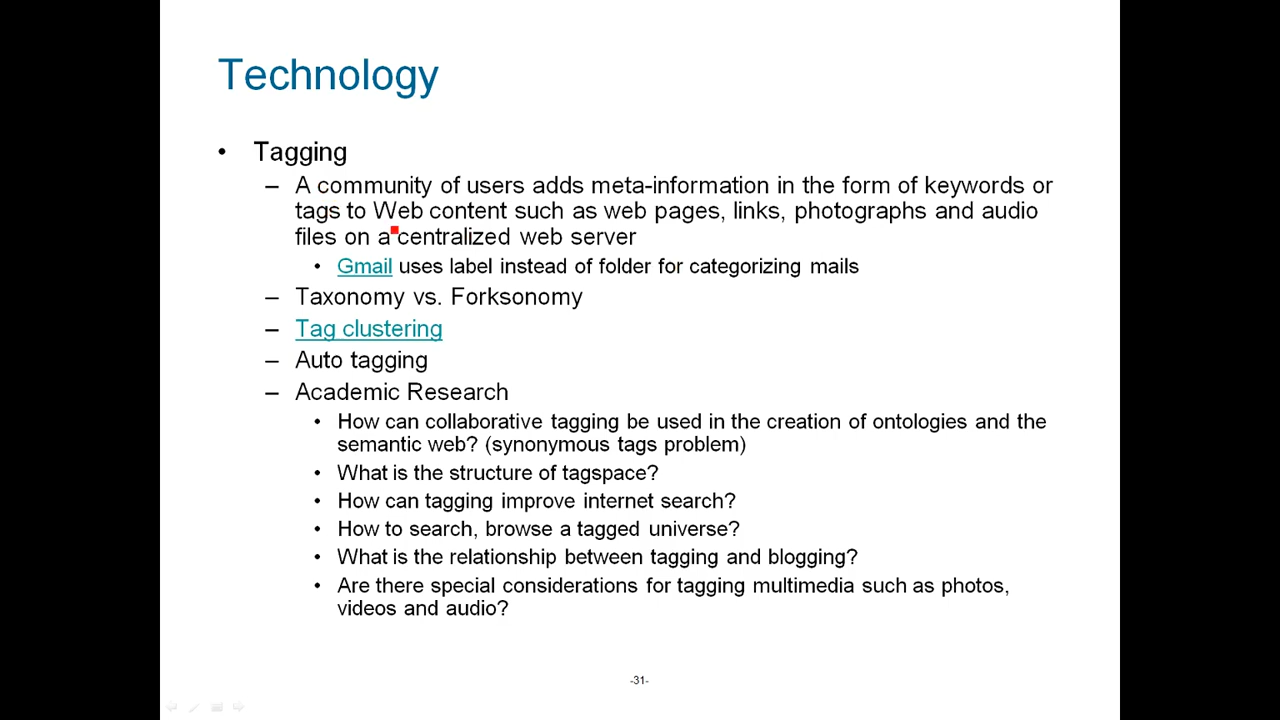 Technology
• Tagging
– A community of users adds meta-information in the form of keywords or
tags to Web content such as web pages, links, photographs and audio
files on a centralized web server
• Gmail uses label instead of folder for categorizing mails
– Taxonomy vs. Forksonomy
– Tag clustering
– Auto tagging
– Academic Research
• How can collaborative tagging be used in the creation of ontologies and the
semantic web? (synonymous tags problem)
• What is the structure of tagspace?
• How can tagging improve internet search?
• How to search, browse a tagged universe?
• What is the relationship between tagging and blogging?
• Are there special considerations for tagging multimedia such as photos,
videos and audio?
-31-